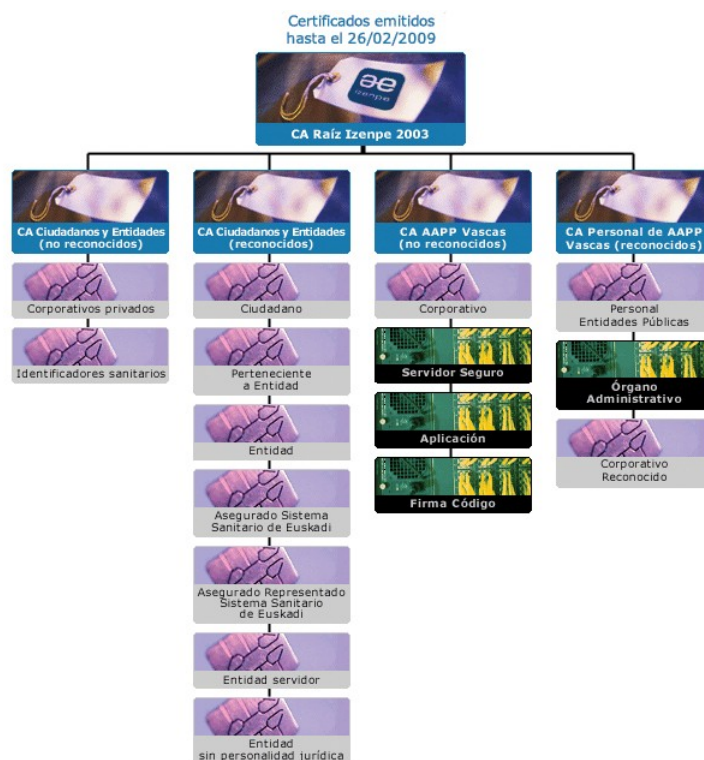 Certificados emitidos
hasta el 26/02/2009
izenpe
CA Raíz Izenpe 2003
CA Ciudadanos y Entidades
(no reconocidos)
CA Ciudadanos y Entidades
(reconocidos)
CA AAPP Vascas
(no reconocidos)
CA Personal de AAPP
Vascas (reconocidos)
Corporativos privados
Identificadores sanitarios
Ciudadano
Perteneciente
a Entidad
Entidad
Asegurado Sistema
Sanitario de Euskadi
Asegurado Representado
Sistema Sanitario
de Euskadi
Entidad servidor
Entidad
sin personalidad jurídica
Corporativo
Servidor Seguro
Aplicación
Firma Código
Personal
Entidades Públicas
Órgano
Administrativo
Corporativo
Reconocido